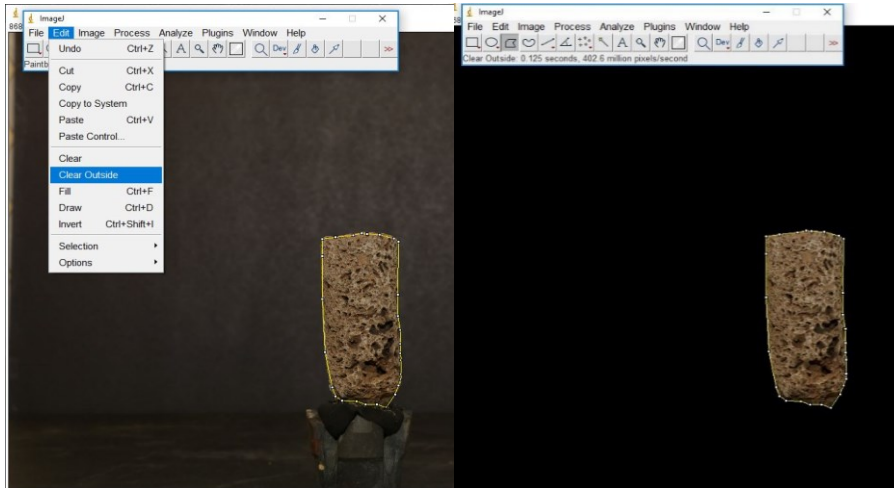 ImageJ
File Edit Image Process Analyze Plugins Window Help
Dev
>>
Undo Ctrl+Z
Cut Ctrl+X
Copy Ctrl+C
Copy to System
Paste Ctrl+V
Paste Control...
Clear
Clear Outside
Fill Ctrl+F
Draw Ctrl+D
Invert Ctrl+Shift+I
Selection
Options
ImageJ
File Edit Image Process Analyze Plugins Window Help
Dev
>>
Clear Outside: 0.125 seconds, 402.6 million pixels/second